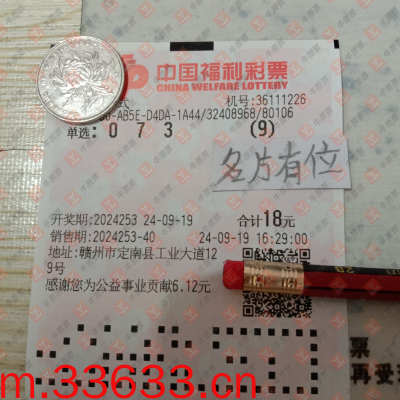 中国福利彩票
CHINA WELFARE LOTTERY
式 机号:36111226
-AB5E-D4DA-1A44/32408968/80106
单选: 0 7 3 (9)
名片有位
开奖期:2024253 24-09-19 合计18元
销售期:2024253-40 24-09-19 16:29:00
地址:赣州市定南县工业大道12
9号
感谢您为公益事业贡献6.12元
票
再受
m.33633.cn